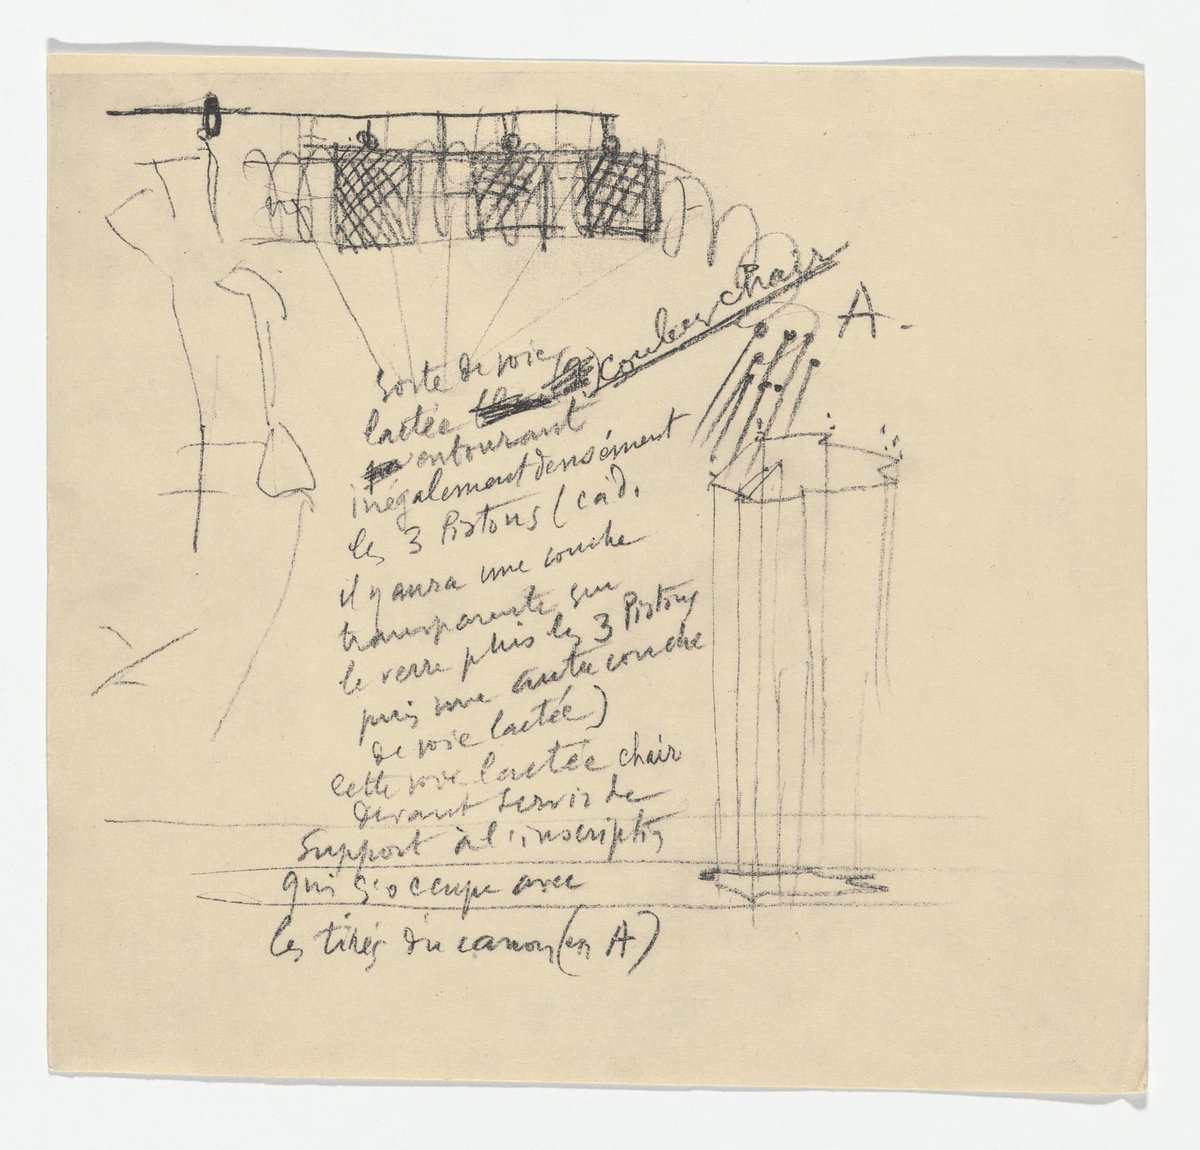 couleur chair
A.
Sorte de voie
lactée
entourant
inégalement densément
les 3 Pistons (càd.
il y aura une couche
transparente sur
le verre puis les 3 Pistons
puis une autre couche
de voie lactée)
Cette voie lactée chair
devant servir de
Support à l'inscription
qui s'occupe avec
les tirés du canon (en A)